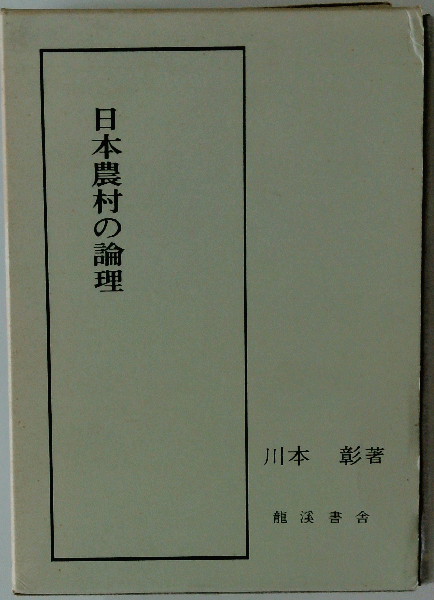 日本農村の論理
川本 彰著
龍溪書舎